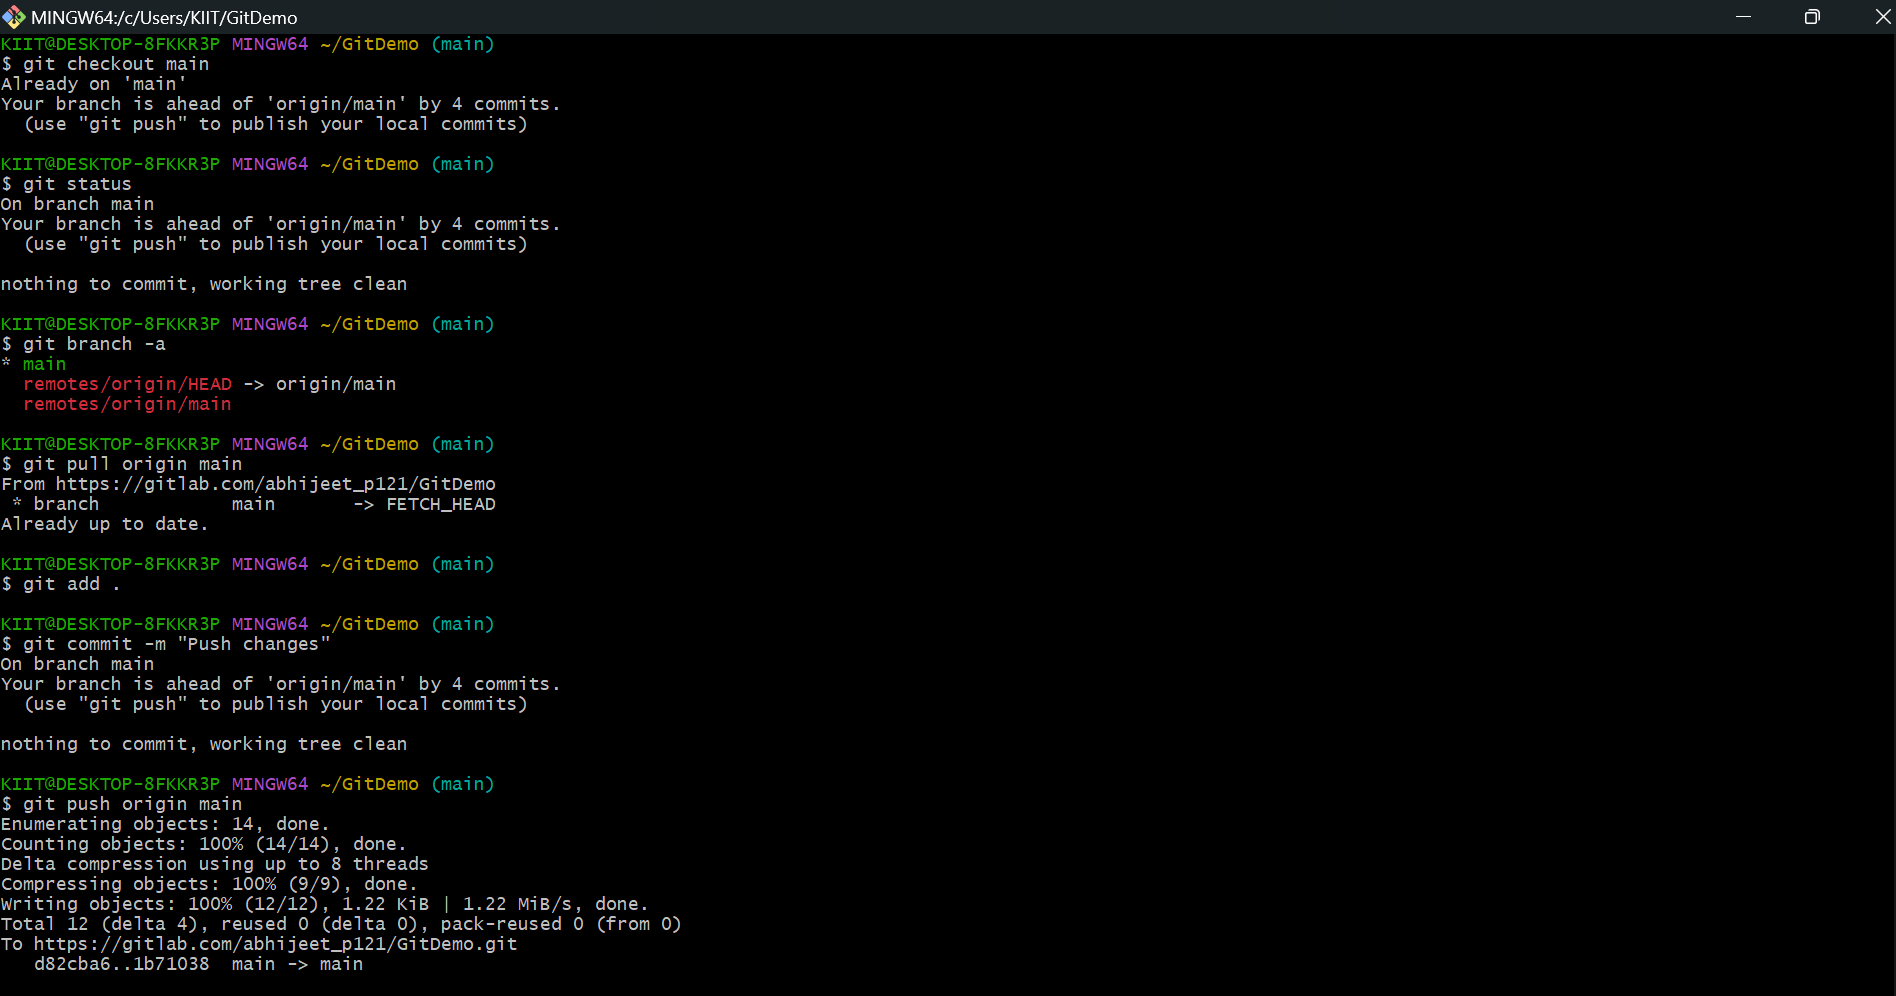 MINGW64:/c/Users/KIIT/GitDemo
KIIT@DESKTOP-8FKKR3P MINGW64 ~/GitDemo (main)
$ git checkout main
Already on 'main'
Your branch is ahead of 'origin/main' by 4 commits.
  (use "git push" to publish your local commits)

KIIT@DESKTOP-8FKKR3P MINGW64 ~/GitDemo (main)
$ git status
On branch main
Your branch is ahead of 'origin/main' by 4 commits.
  (use "git push" to publish your local commits)

nothing to commit, working tree clean

KIIT@DESKTOP-8FKKR3P MINGW64 ~/GitDemo (main)
$ git branch -a
* main
  remotes/origin/HEAD -> origin/main
  remotes/origin/main

KIIT@DESKTOP-8FKKR3P MINGW64 ~/GitDemo (main)
$ git pull origin main
From https://gitlab.com/abhijeet_p121/GitDemo
 * branch            main       -> FETCH_HEAD
Already up to date.

KIIT@DESKTOP-8FKKR3P MINGW64 ~/GitDemo (main)
$ git add .

KIIT@DESKTOP-8FKKR3P MINGW64 ~/GitDemo (main)
$ git commit -m "Push changes"
On branch main
Your branch is ahead of 'origin/main' by 4 commits.
  (use "git push" to publish your local commits)

nothing to commit, working tree clean

KIIT@DESKTOP-8FKKR3P MINGW64 ~/GitDemo (main)
$ git push origin main
Enumerating objects: 14, done.
Counting objects: 100% (14/14), done.
Delta compression using up to 8 threads
Compressing objects: 100% (9/9), done.
Writing objects: 100% (12/12), 1.22 KiB | 1.22 MiB/s, done.
Total 12 (delta 4), reused 0 (delta 0), pack-reused 0 (from 0)
To https://gitlab.com/abhijeet_p121/GitDemo.git
   d82cba6..1b71038  main -> main